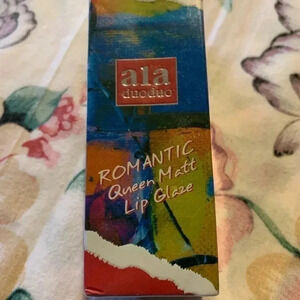 ala
duoduo
ROMANTIC
Queen Matt
Lip Glaze